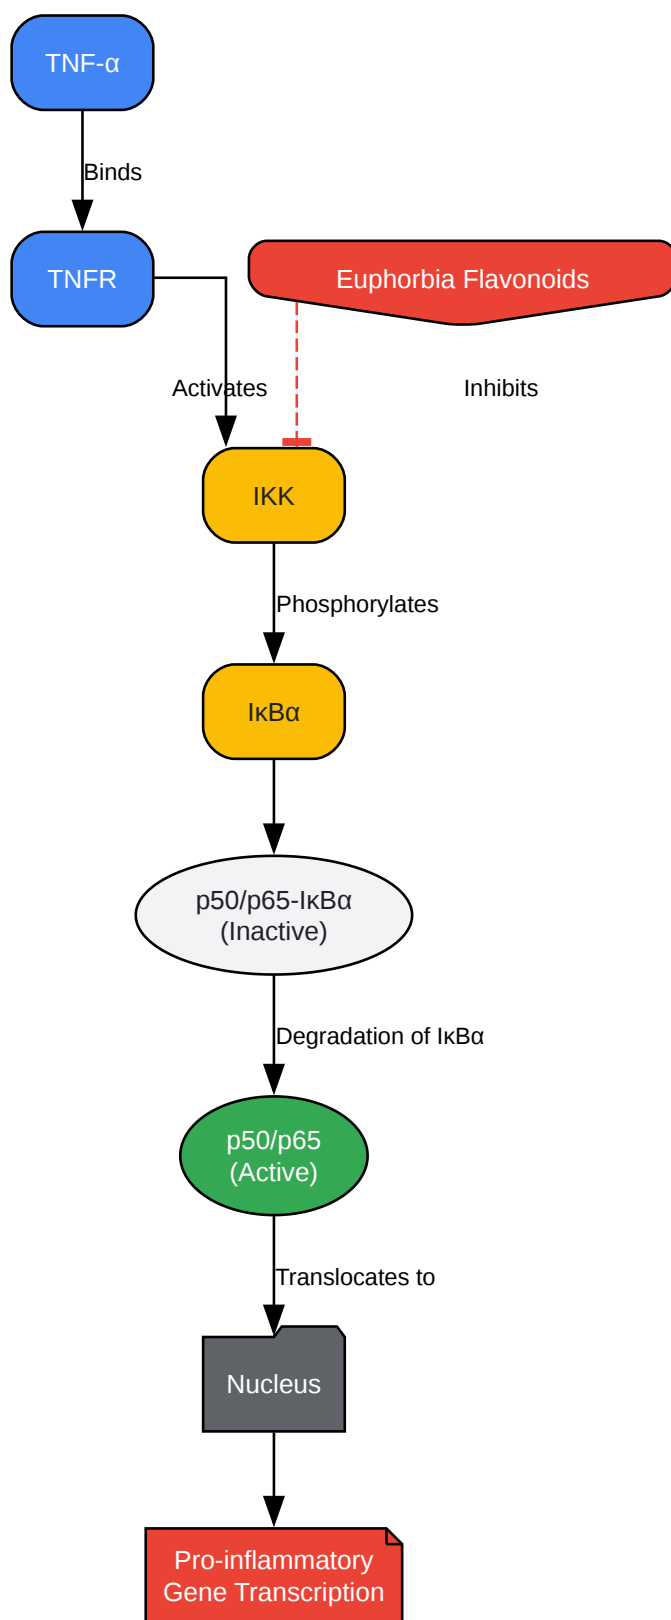 TNF-α
Binds
TNFR
Euphorbia Flavonoids
Activates
Inhibits
IKK
Phosphorylates
IκBα
p50/p65-IκBα
(Inactive)
Degradation of IκBα
p50/p65
(Active)
Translocates to
Nucleus
Pro-inflammatory
Gene Transcription